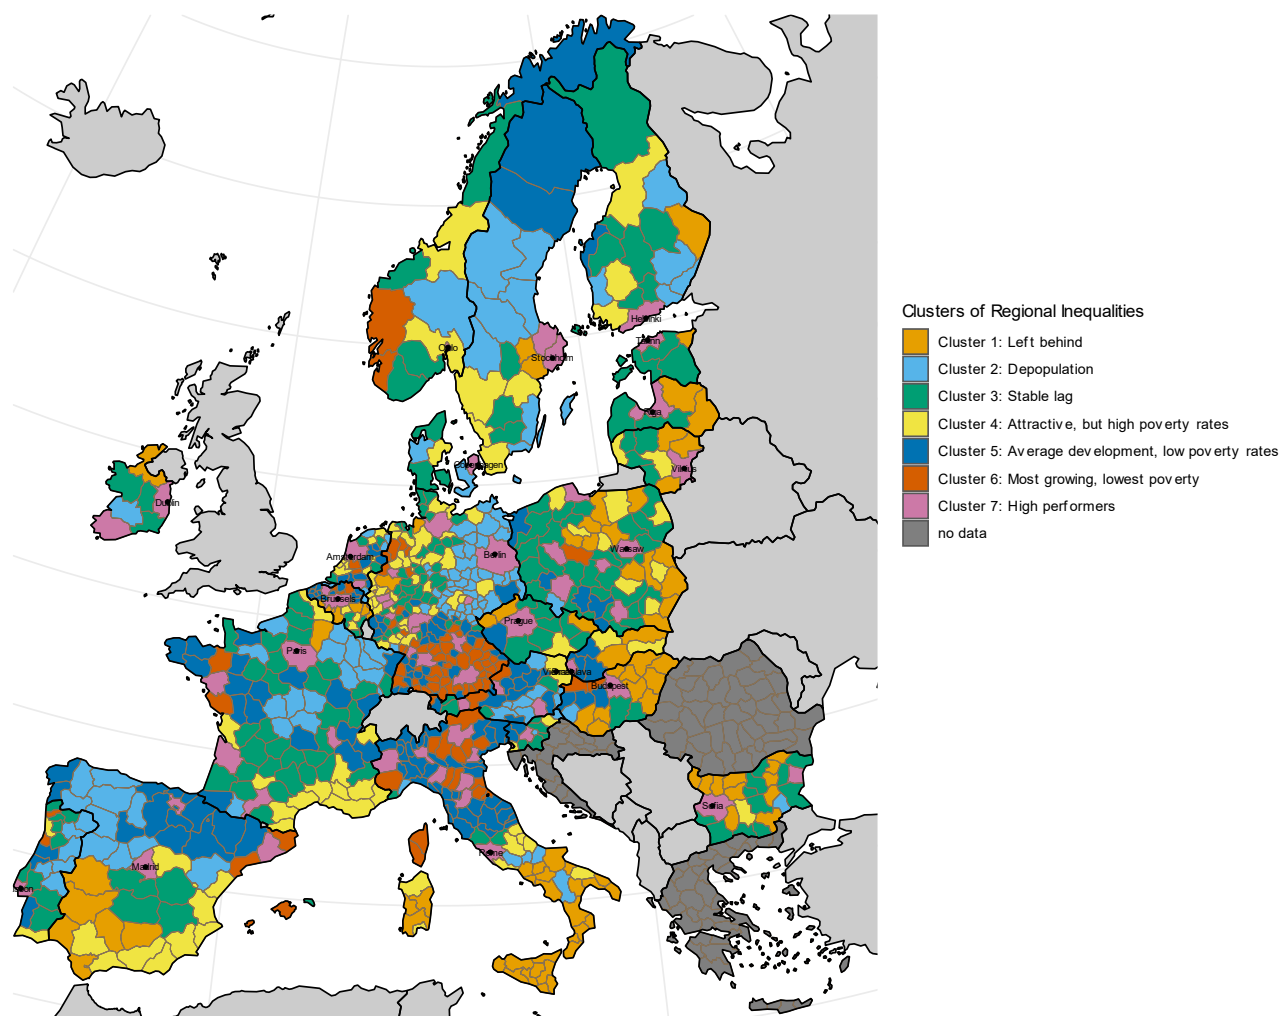 Helsinki
Oslo
Stockholm
Riga
Copenhagen
Vilnius
Dublin
Amsterdam
Berlin
Warsaw
Brussels
Prague
Paris
Budapest
Sofia
Rome
Madrid
Clusters of Regional Inequalities
Cluster 1: Left behind
Cluster 2: Depopulation
Cluster 3: Stable lag
Cluster 4: Attractive, but high poverty rates
Cluster 5: Average development, low poverty rates
Cluster 6: Most growing, lowest poverty
Cluster 7: High performers
no data